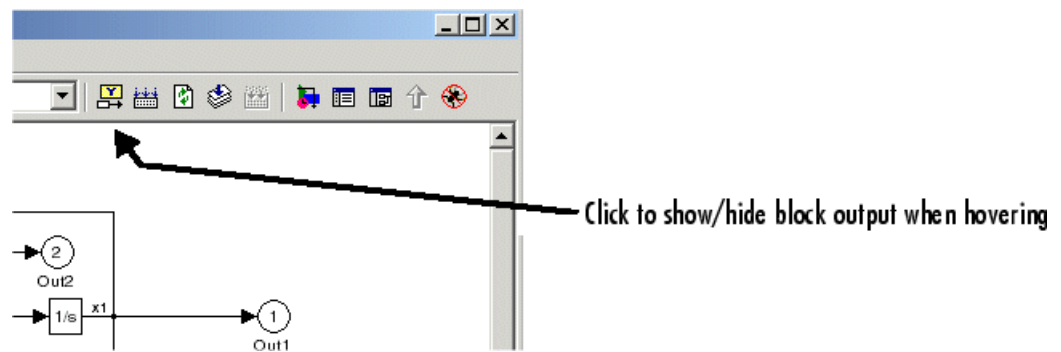 Y
Click to show/hide block output when hovering
2
Out2
1/s
x1
1
Out1